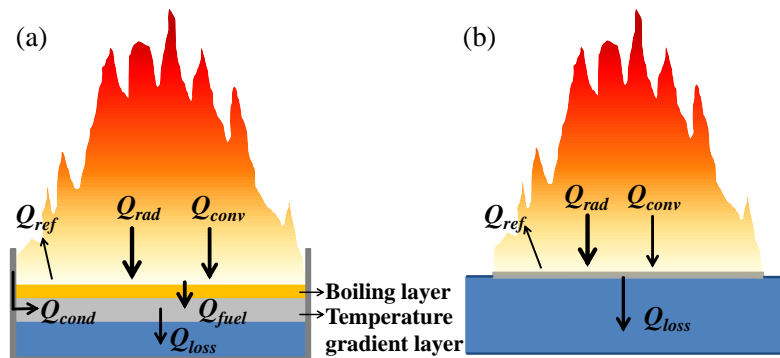 (a)
Q_ref
Q_rad
Q_conv
Q_cond
Q_fuel
Q_loss
Boiling layer
Temperature
gradient layer
(b)
Q_ref
Q_rad
Q_conv
Q_loss